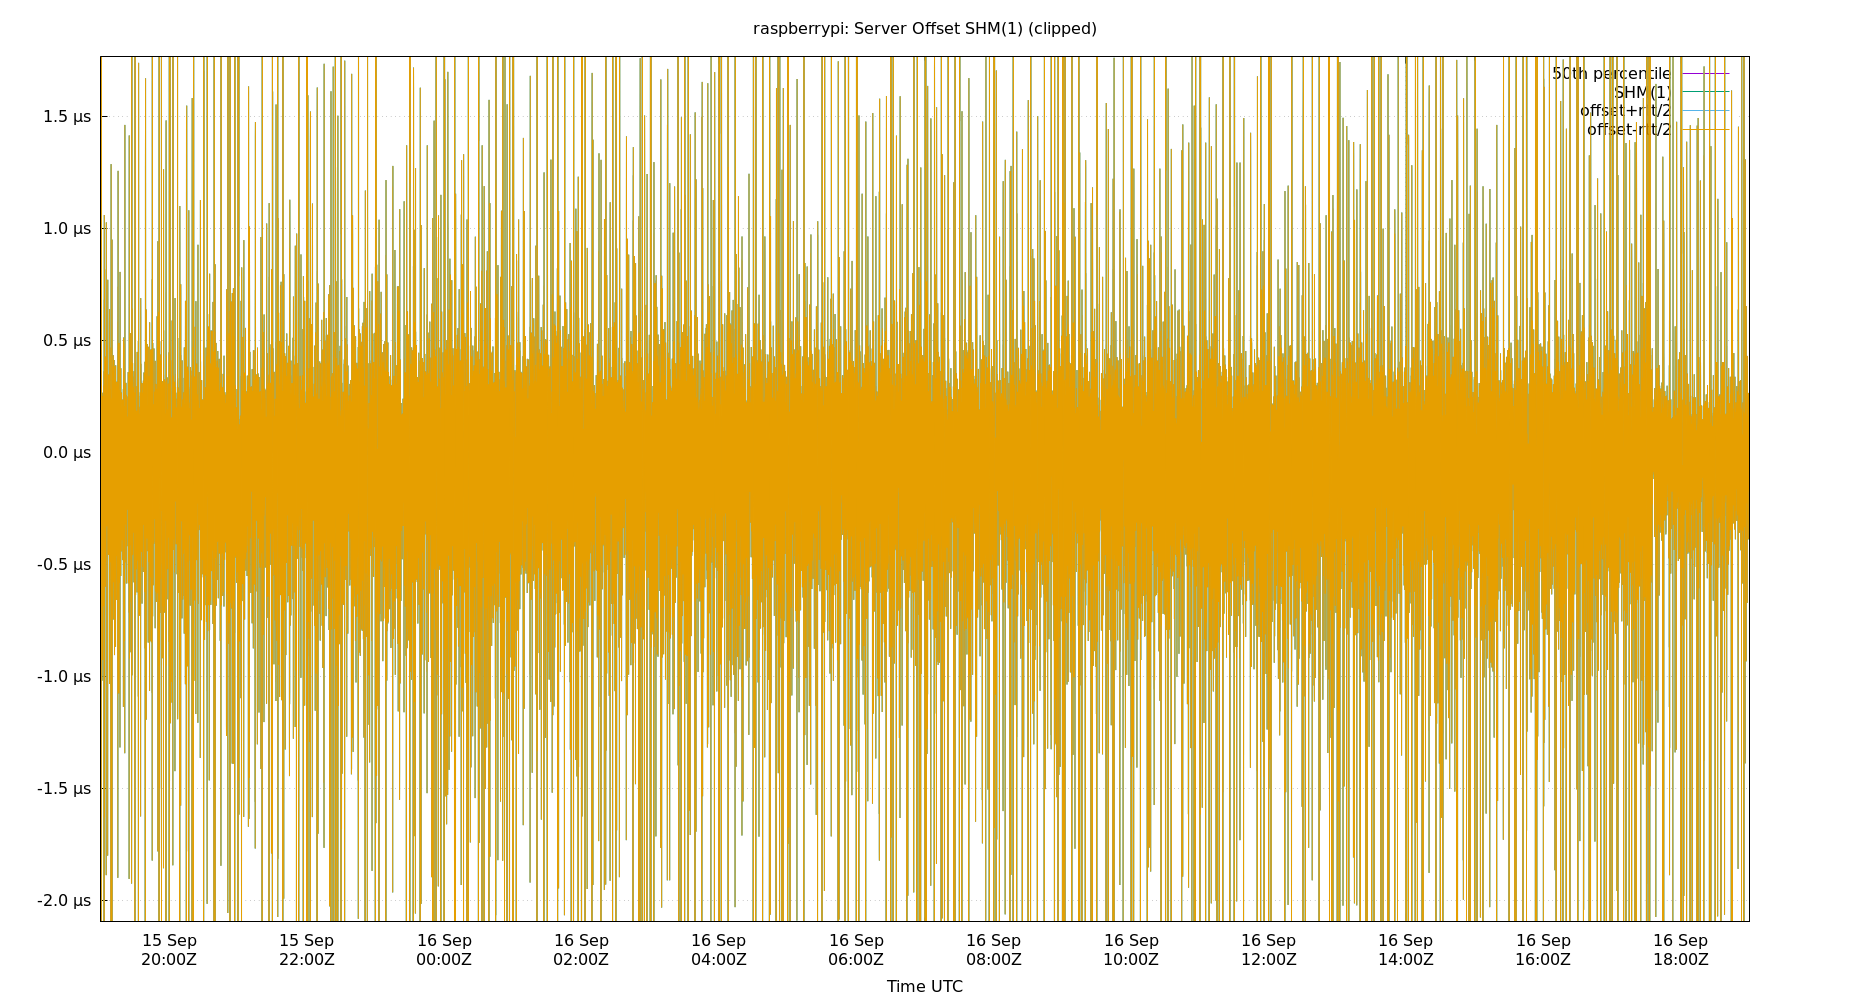 raspberrypi: Server Offset SHM(1) (clipped)
50th percentile
SHM(1)
offset+rtt/2
offset-rtt/2
1.5 µs
1.0 µs
0.5 µs
0.0 µs
-0.5 µs
-1.0 µs
-1.5 µs
-2.0 µs
15 Sep 15 Sep 16 Sep 16 Sep 16 Sep 16 Sep 16 Sep 16 Sep 16 Sep 16 Sep 16 Sep 16 Sep
20:00Z 22:00Z 00:00Z 02:00Z 04:00Z 06:00Z 08:00Z 10:00Z 12:00Z 14:00Z 16:00Z 18:00Z
Time UTC